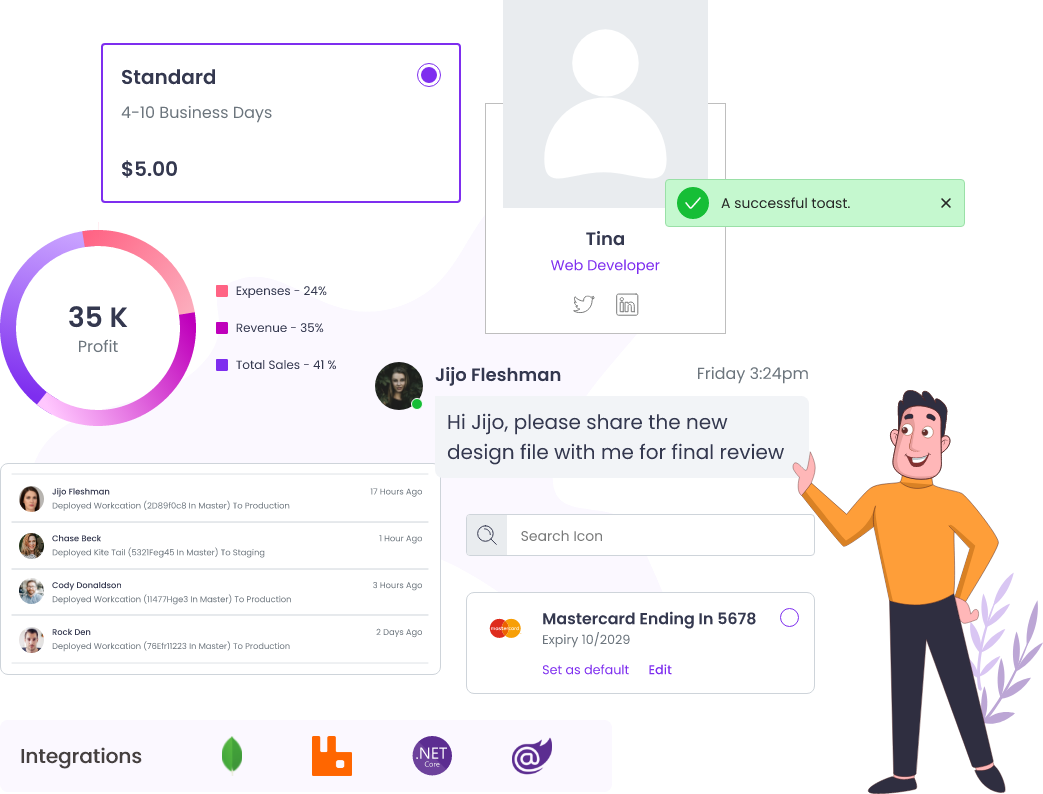 Standard
4-10 Business Days
$5.00
Tina
Web Developer
A successful toast.
35 K
Profit
Expenses - 24%
Revenue - 35%
Total Sales - 41 %
Jijo Fleshman
Friday 3:24pm
Hi Jijo, please share the new
design file with me for final review
Jijo Fleshman
17 Hours Ago
Deployed Workcation (2D89f0c8 In Master) To Production
Chase Beck
1 Hour Ago
Deployed Kite Tail (5321Feg45 In Master) To Staging
Cody Donaldson
3 Hours Ago
Deployed Workcation (11477Hge3 In Master) To Production
Rock Den
2 Days Ago
Deployed Workcation (76Efr11223 In Master) To Production
Search Icon
mastercard
Mastercard Ending In 5678
Expiry 10/2029
Set as default
Edit
Integrations
.NET
Core